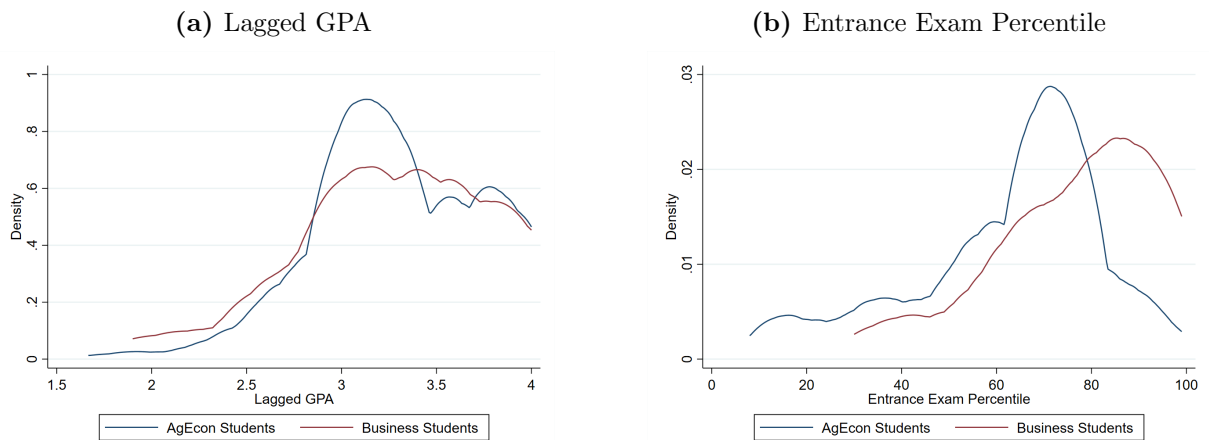 (a) Lagged GPA
1
.8
.6
.4
.2
0
Density
1.5 2 2.5 3 3.5 4
Lagged GPA
AgEcon Students Business Students
(b) Entrance Exam Percentile
.03
.02
.01
0
Density
0 20 40 60 80 100
Entrance Exam Percentile
AgEcon Students Business Students